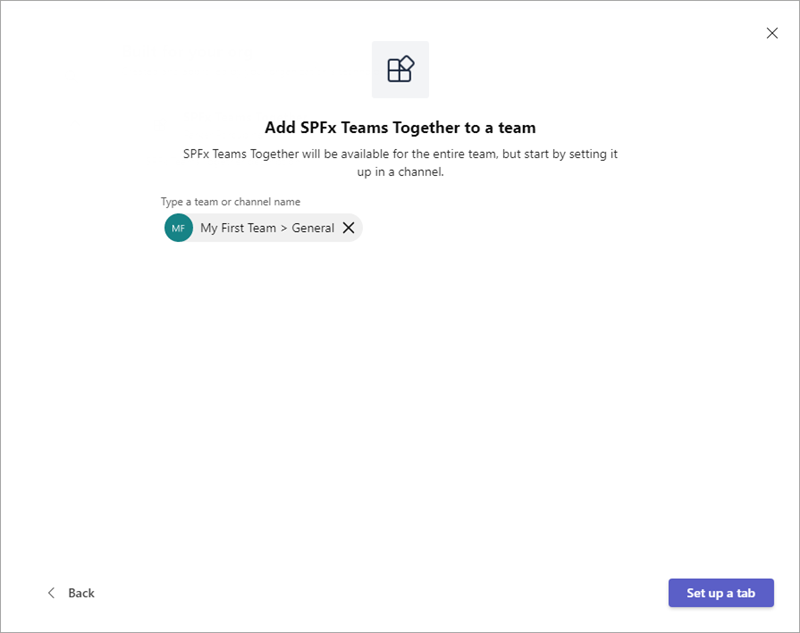 Add SPFx Teams Together to a team
SPFx Teams Together will be available for the entire team, but start by setting it
up in a channel.
Type a team or channel name
MF My First Team > General
Back
Set up a tab